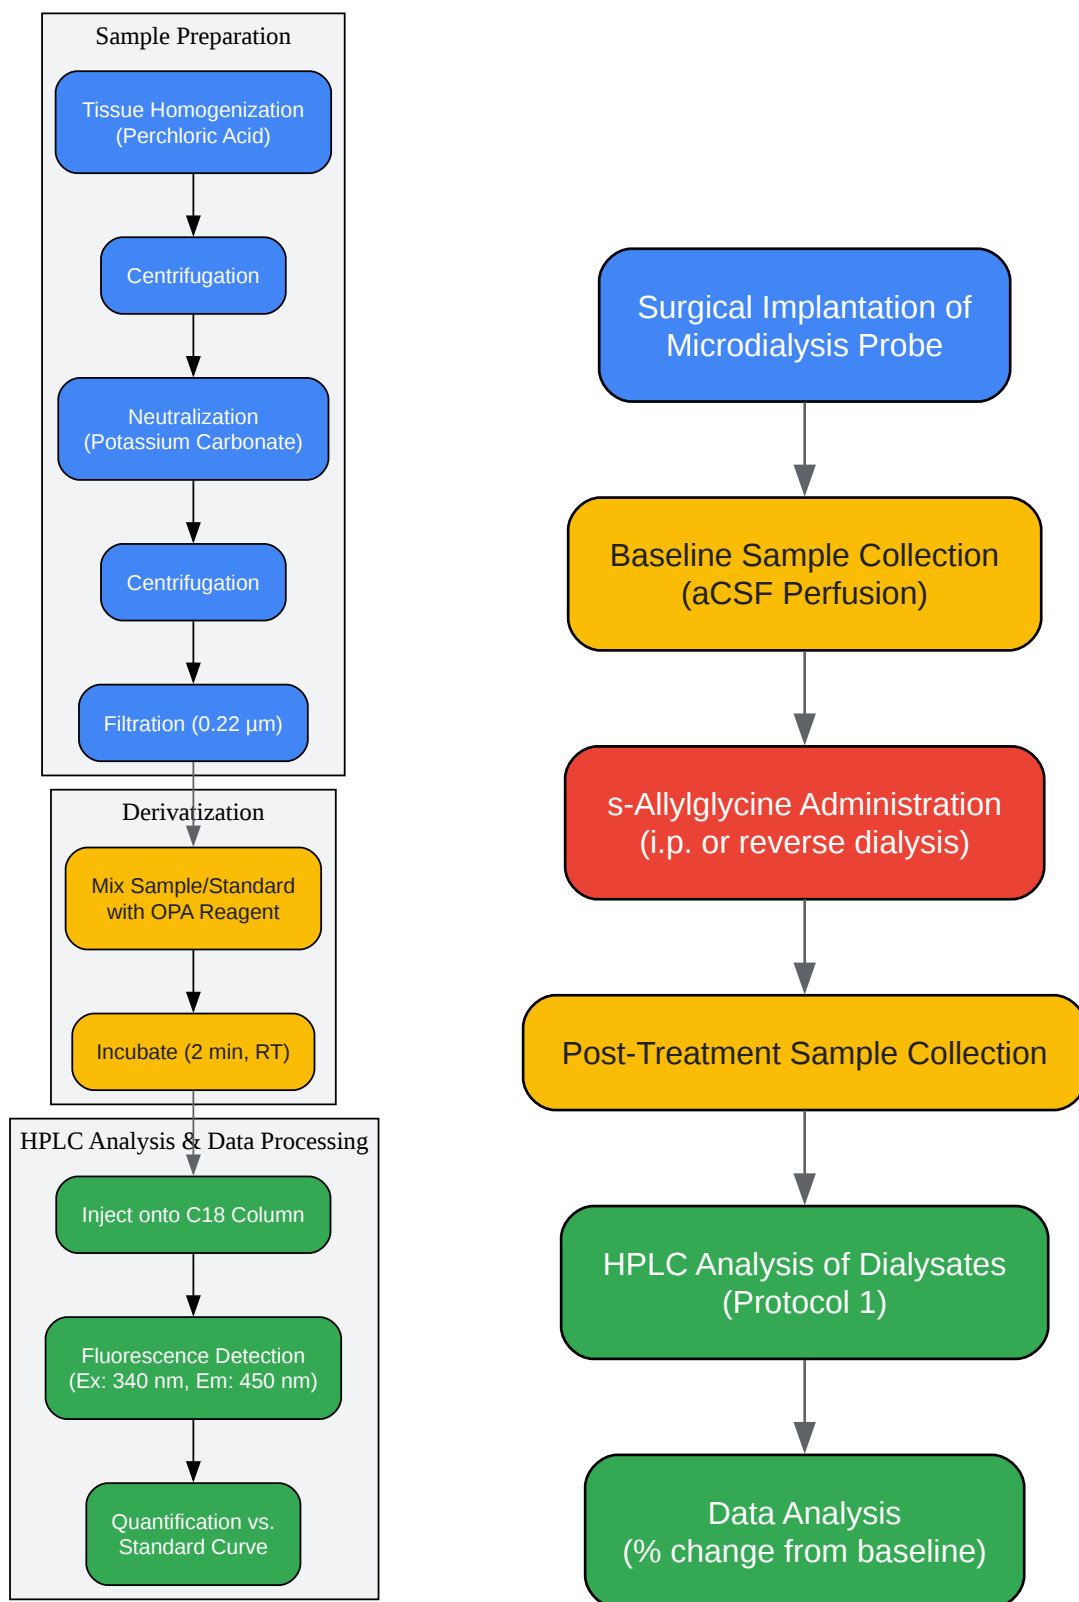 Sample Preparation
Tissue Homogenization
(Perchloric Acid)
Centrifugation
Neutralization
(Potassium Carbonate)
Centrifugation
Filtration (0.22 µm)
Derivatization
Mix Sample/Standard
with OPA Reagent
Incubate (2 min, RT)
HPLC Analysis & Data Processing
Inject onto C18 Column
Fluorescence Detection
(Ex: 340 nm, Em: 450 nm)
Quantification vs.
Standard Curve
Surgical Implantation of
Microdialysis Probe
Baseline Sample Collection
(aCSF Perfusion)
s-Allylglycine Administration
(i.p. or reverse dialysis)
Post-Treatment Sample Collection
HPLC Analysis of Dialysates
(Protocol 1)
Data Analysis
(% change from baseline)